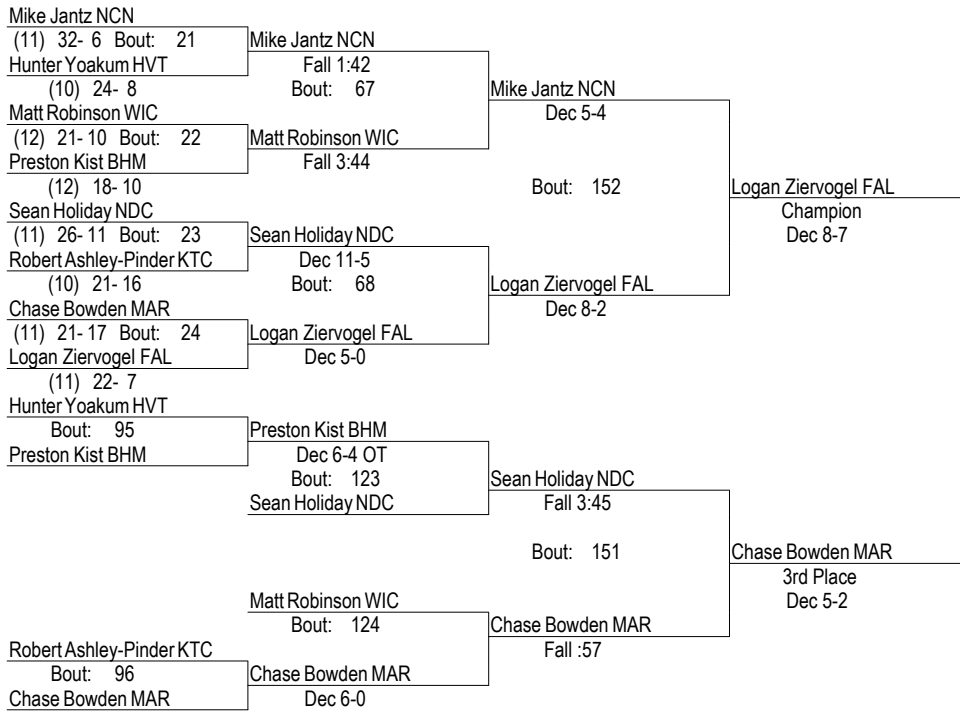 Mike Jantz NCN
(11) 32- 6 Bout: 21
Mike Jantz NCN
Hunter Yoakum HVT
Fall 1:42
(10) 24- 8
Bout: 67
Mike Jantz NCN
Matt Robinson WIC
Dec 5-4
(12) 21- 10 Bout: 22
Matt Robinson WIC
Preston Kist BHM
Fall 3:44
(12) 18- 10
Bout: 152
Logan Ziervogel FAL
Sean Holiday NDC
Champion
(11) 26- 11 Bout: 23
Sean Holiday NDC
Dec 8-7
Robert Ashley-Pinder KTC
Dec 11-5
(10) 21- 16
Bout: 68
Logan Ziervogel FAL
Chase Bowden MAR
Dec 8-2
(11) 21- 17 Bout: 24
Logan Ziervogel FAL
Logan Ziervogel FAL
Dec 5-0
(11) 22- 7
Hunter Yoakum HVT
Bout: 95
Preston Kist BHM
Preston Kist BHM
Dec 6-4 OT
Bout: 123
Sean Holiday NDC
Sean Holiday NDC
Fall 3:45
Bout: 151
Chase Bowden MAR
3rd Place
Matt Robinson WIC
Dec 5-2
Bout: 124
Chase Bowden MAR
Robert Ashley-Pinder KTC
Fall :57
Bout: 96
Chase Bowden MAR
Chase Bowden MAR
Dec 6-0